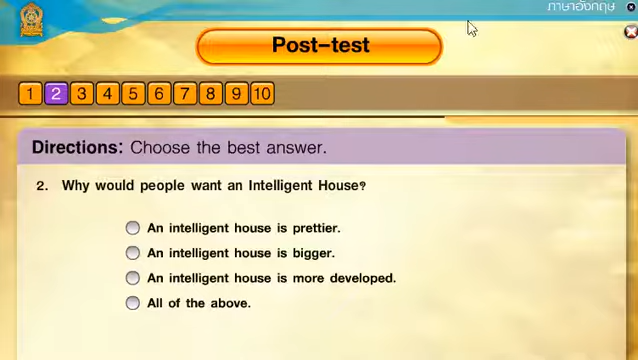 ภาษาอังกฤษ
Post-test
1 2 3 4 5 6 7 8 9 10
Directions: Choose the best answer.
2. Why would people want an Intelligent House?
An intelligent house is prettier.
An intelligent house is bigger.
An intelligent house is more developed.
All of the above.